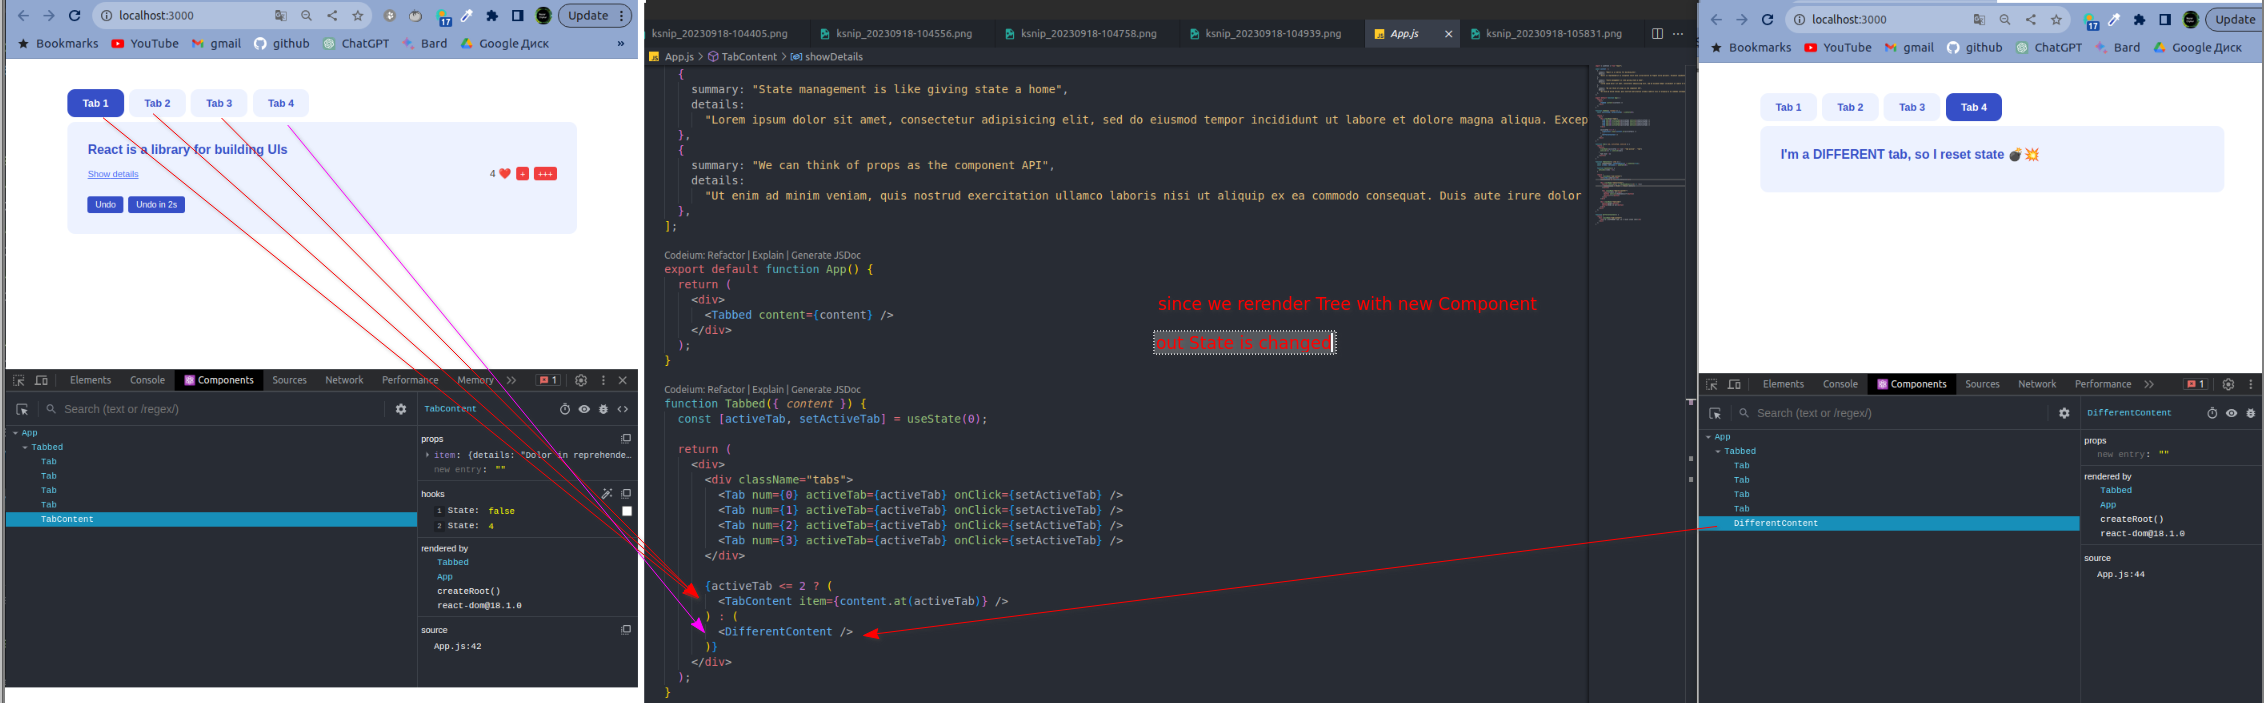 localhost:3000
Update
Bookmarks YouTube gmail github ChatGPT Bard Google Диск »
Tab 1 Tab 2 Tab 3 Tab 4
React is a library for building UIs
Show details
4 ❤️ + +++
Undo Undo in 2s
Elements Console Components Sources Network Performance Memory » 1
Search (text or /regex/)
App
Tabbed
Tab
Tab
Tab
Tab
TabContent
TabContent
props
item: {details: "Dolor in reprehende…
new entry: ""
hooks
1 State: false
2 State: 4
rendered by
Tabbed
App
createRoot()
react-dom@18.1.0
source
App.js:42
ksnip_20230918-104405.png ksnip_20230918-104556.png ksnip_20230918-104758.png ksnip_20230918-104939.png App.js ksnip_20230918-105831.png
App.js > TabContent > showDetails
{
summary: "State management is like giving state a home",
details:
"Lorem ipsum dolor sit amet, consectetur adipisicing elit, sed do eiusmod tempor incididunt ut labore et dolore magna aliqua. Excep
},
{
summary: "We can think of props as the component API",
details:
"Ut enim ad minim veniam, quis nostrud exercitation ullamco laboris nisi ut aliquip ex ea commodo consequat. Duis aute irure dolor
},
];
Codeium: Refactor | Explain | Generate JSDoc
export default function App() {
return (
<div>
<Tabbed content={content} />
</div>
);
}
since we rerender Tree with new Component
out State is changed
Codeium: Refactor | Explain | Generate JSDoc
function Tabbed({ content }) {
const [activeTab, setActiveTab] = useState(0);
return (
<div>
<div className="tabs">
<Tab num={0} activeTab={activeTab} onClick={setActiveTab} />
<Tab num={1} activeTab={activeTab} onClick={setActiveTab} />
<Tab num={2} activeTab={activeTab} onClick={setActiveTab} />
<Tab num={3} activeTab={activeTab} onClick={setActiveTab} />
</div>
{activeTab <= 2 ? (
<TabContent item={content.at(activeTab)} />
) : (
<DifferentContent />
)}
</div>
);
}
localhost:3000
17 Update
Bookmarks YouTube gmail github ChatGPT Bard Google Диск
Tab 1 Tab 2 Tab 3 Tab 4
I'm a DIFFERENT tab, so I reset state 💣💥
Elements Console Components Sources Network Performance » 1
Search (text or /regex/)
App
Tabbed
Tab
Tab
Tab
Tab
DifferentContent
DifferentContent
props
new entry: ""
rendered by
Tabbed
App
createRoot()
react-dom@18.1.0
source
App.js:44